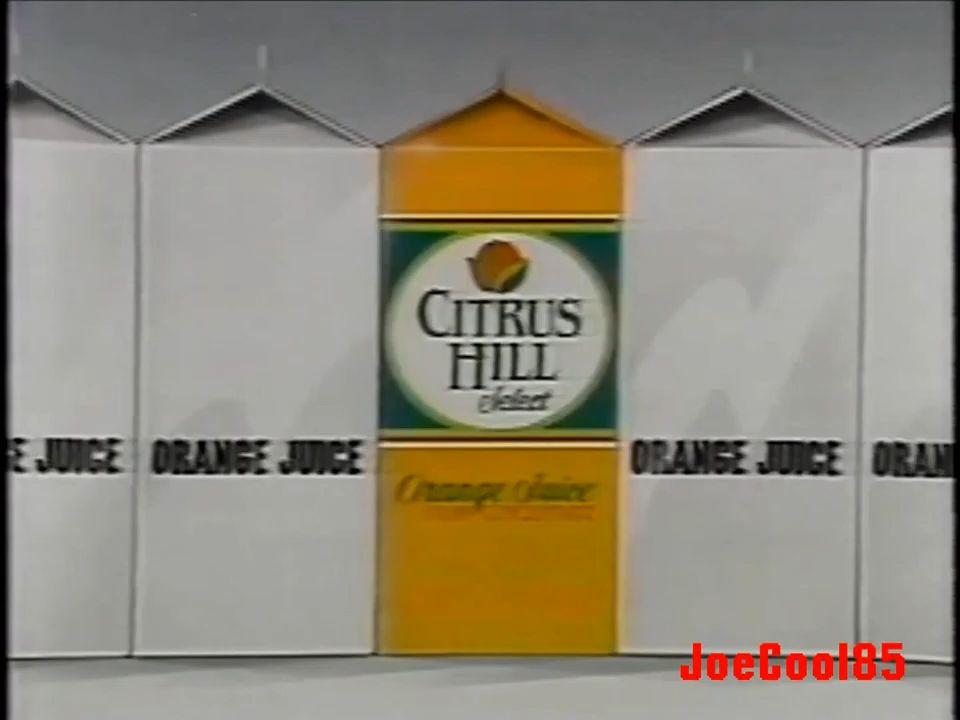 CITRUS
HILL
Select
E JUICE
ORANGE JUICE
ORANGE JUICE
ORAN
Orange Juice
JoeCool85